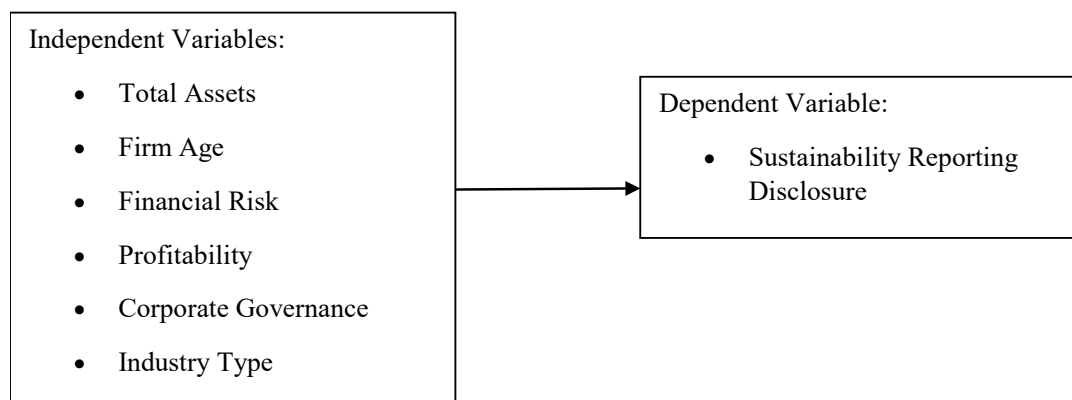 Independent Variables:
• Total Assets
• Firm Age
• Financial Risk
• Profitability
• Corporate Governance
• Industry Type
Dependent Variable:
• Sustainability Reporting
Disclosure